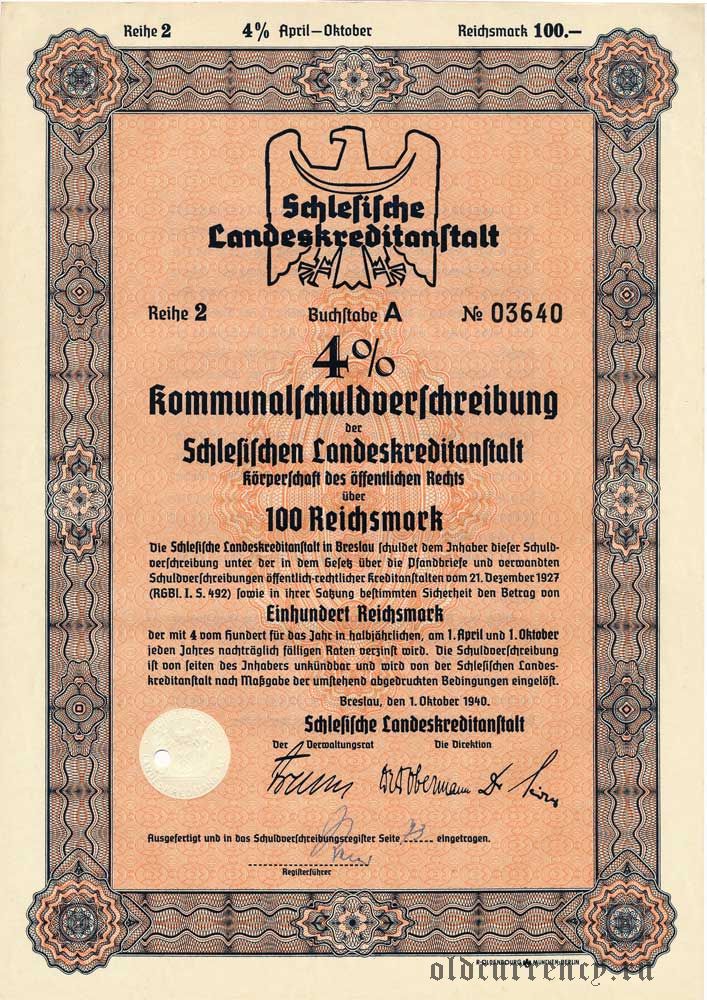 Reihe 2 4% April—Oktober Reichsmark 100.—
Schlesische
Landeskreditanstalt
Reihe 2 Buchstabe A № 03640
4%
Kommunalschuldverschreibung
der
Schlesischen Landeskreditanstalt
Körperschaft des öffentlichen Rechts
über
100 Reichsmark
Die Schlesische Landeskreditanstalt in Breslau schuldet dem Inhaber dieser Schuld-
verschreibung unter der in dem Gesetz über die Pfandbriefe und verwandten
Schuldverschreibungen öffentlich-rechtlicher Kreditanstalten vom 21. Dezember 1927
(RGBl. I. S. 492) sowie in ihrer Satzung bestimmten Sicherheit den Betrag von
Einhundert Reichsmark
der mit 4 vom Hundert für das Jahr in halbjährlichen, am 1. April und 1. Oktober
jeden Jahres nachträglich fälligen Raten verzinst wird. Die Schuldverschreibung
ist von seiten des Inhabers unkündbar und wird von der Schlesischen Landes-
kreditanstalt nach Maßgabe der umstehend abgedruckten Bedingungen eingelöst.
Breslau, den 1. Oktober 1940.
Schlesische Landeskreditanstalt
Der Verwaltungsrat Die Direktion
Obermann Dr.
Ausgefertigt und in das Schuldverschreibungsregister Seite 73 eingetragen.
Registerführer
R·OLDENBOURG MÜNCHEN·BERLIN
oldcurrency.ru